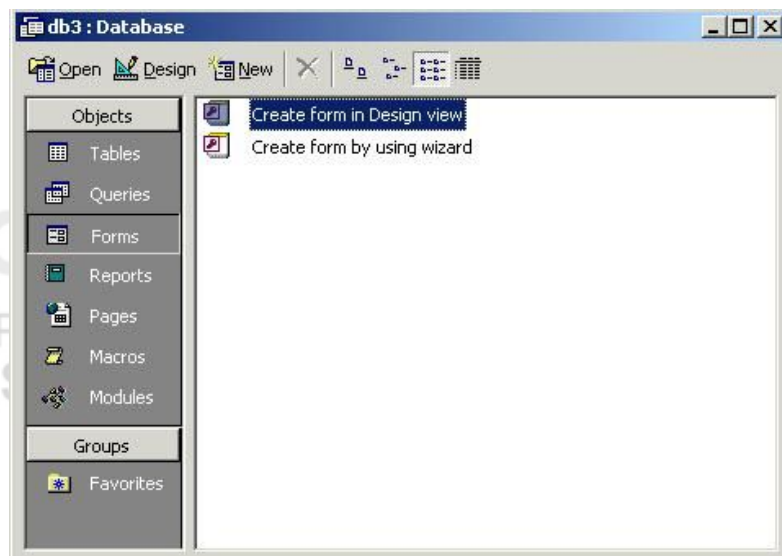 db3 : Database
Open Design New
Objects
Tables
Queries
Forms
Reports
Pages
Macros
Modules
Groups
Favorites
Create form in Design view
Create form by using wizard